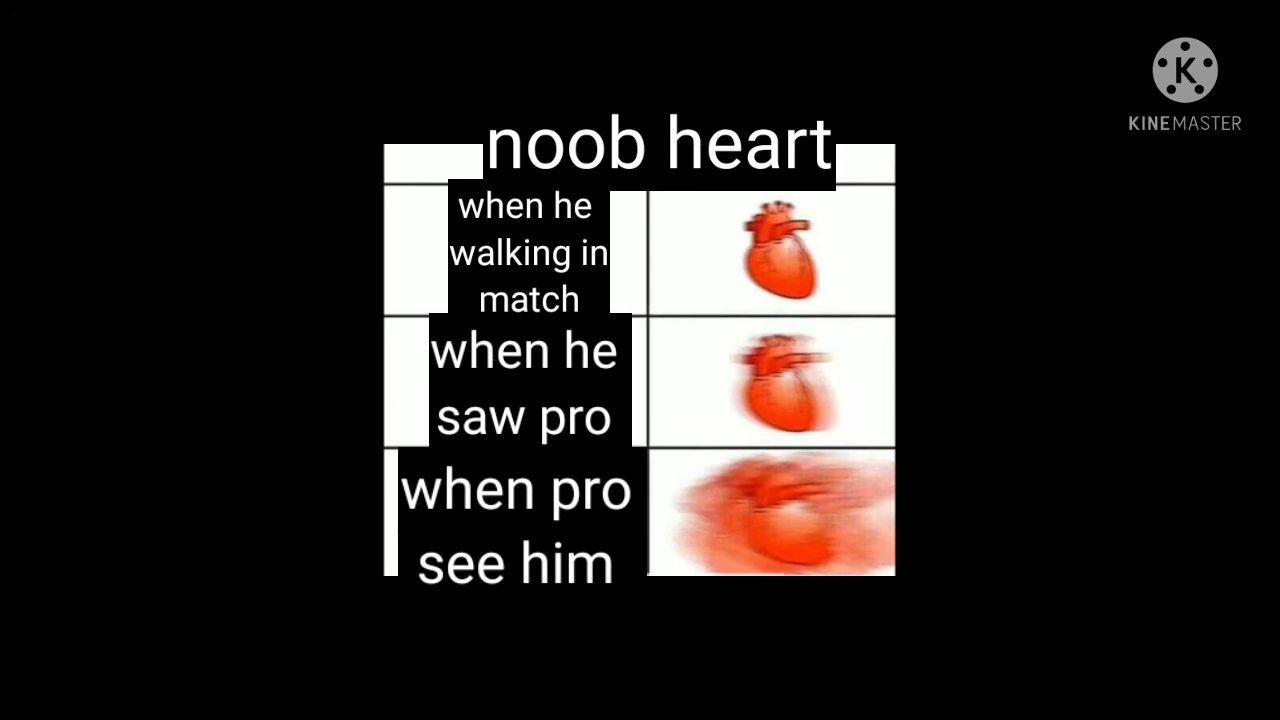 K
KINEMASTER
noob heart
when he
walking in
match
when he
saw pro
when pro
see him